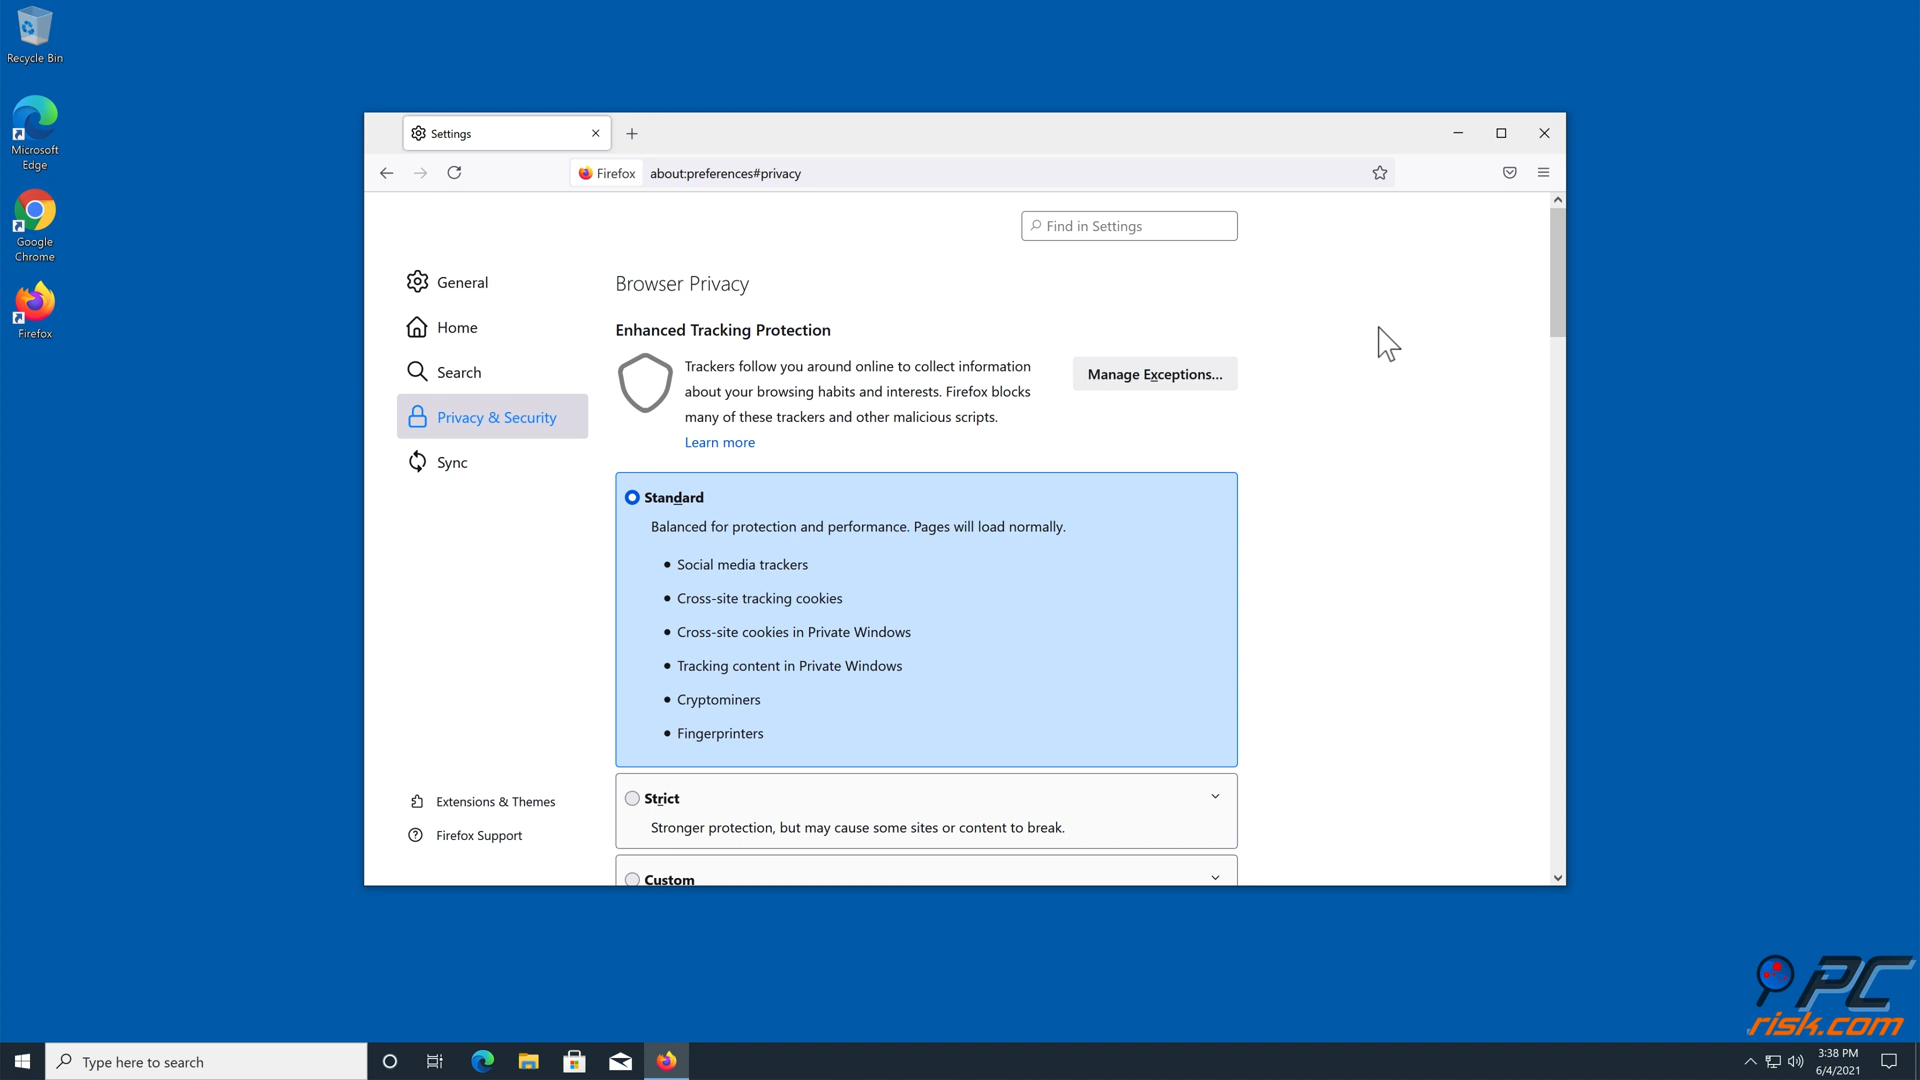 Recycle Bin
Microsoft
Edge
Google
Chrome
Firefox
Settings
Firefox
about:preferences#privacy
Find in Settings
General
Home
Search
Privacy & Security
Sync
Extensions & Themes
Firefox Support
Browser Privacy
Enhanced Tracking Protection
Trackers follow you around online to collect information
about your browsing habits and interests. Firefox blocks
many of these trackers and other malicious scripts.
Learn more
Manage Exceptions...
Standard
Balanced for protection and performance. Pages will load normally.
• Social media trackers
• Cross-site tracking cookies
• Cross-site cookies in Private Windows
• Tracking content in Private Windows
• Cryptominers
• Fingerprinters
Strict
Stronger protection, but may cause some sites or content to break.
Custom
PC
risk.com
Type here to search
3:38 PM
6/4/2021